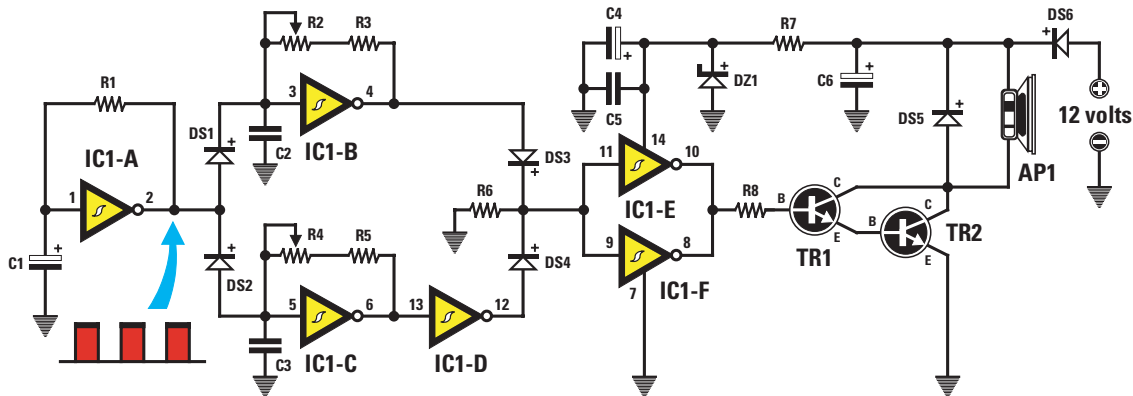 C4
R2
R3
R7
DS6
+
+
+
+
R1
3
4
C6
12 volts
C5
DZ1
DS1
+
C2
IC1-B
DS5
+
IC1-A
14
11
10
DS3
+
AP1
1
2
R6
IC1-E
R8
B
C
E
TR1
B
C
E
TR2
C1
+
DS2
+
R4
R5
DS4
+
9
8
IC1-F
7
5
6
13
12
C3
IC1-C
IC1-D